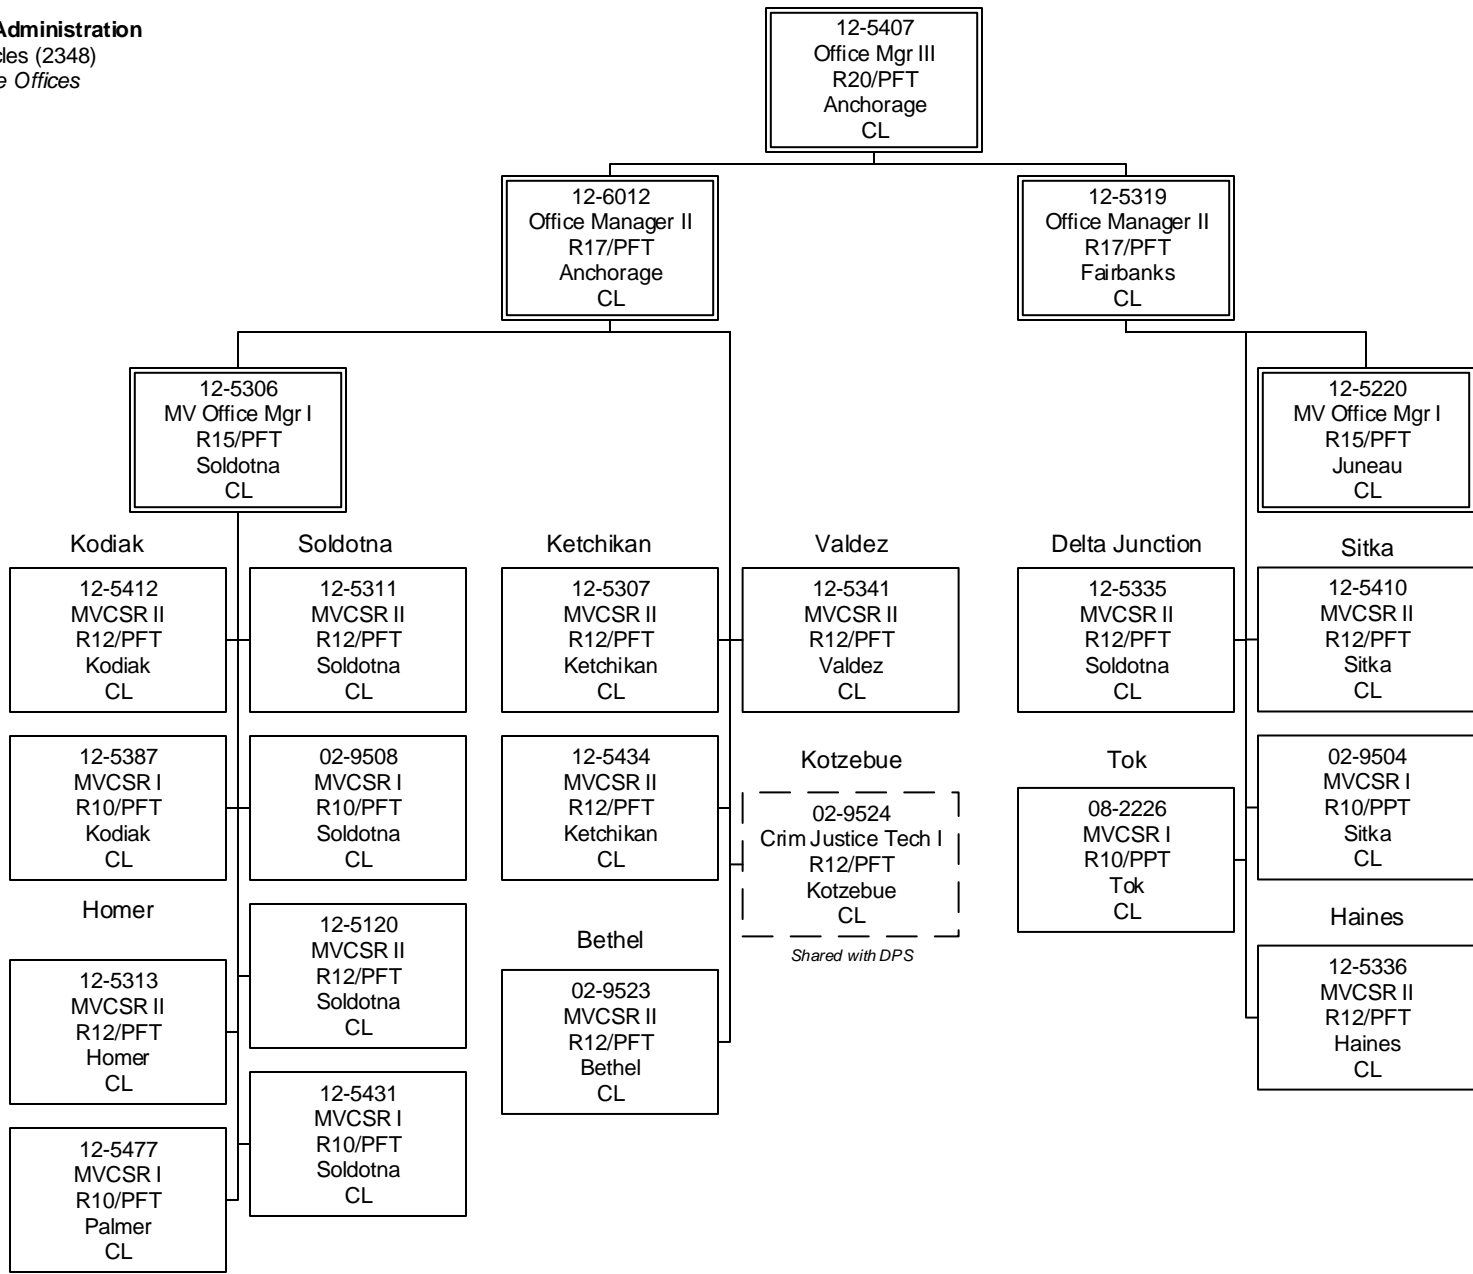 Administration
cles (2348)
e Offices
12-5407
Office Mgr III
R20/PFT
Anchorage
CL
12-6012
Office Manager II
R17/PFT
Anchorage
CL
12-5319
Office Manager II
R17/PFT
Fairbanks
CL
12-5306
MV Office Mgr I
R15/PFT
Soldotna
CL
12-5220
MV Office Mgr I
R15/PFT
Juneau
CL
Kodiak
12-5412
MVCSR II
R12/PFT
Kodiak
CL
12-5387
MVCSR I
R10/PFT
Kodiak
CL
Homer
12-5313
MVCSR II
R12/PFT
Homer
CL
12-5477
MVCSR I
R10/PFT
Palmer
CL
Soldotna
12-5311
MVCSR II
R12/PFT
Soldotna
CL
02-9508
MVCSR I
R10/PFT
Soldotna
CL
12-5120
MVCSR II
R12/PFT
Soldotna
CL
12-5431
MVCSR I
R10/PFT
Soldotna
CL
Ketchikan
12-5307
MVCSR II
R12/PFT
Ketchikan
CL
12-5434
MVCSR II
R12/PFT
Ketchikan
CL
Bethel
02-9523
MVCSR II
R12/PFT
Bethel
CL
Valdez
12-5341
MVCSR II
R12/PFT
Valdez
CL
Kotzebue
02-9524
Crim Justice Tech I
R12/PFT
Kotzebue
CL
Shared with DPS
Delta Junction
12-5335
MVCSR II
R12/PFT
Soldotna
CL
Tok
08-2226
MVCSR I
R10/PPT
Tok
CL
Sitka
12-5410
MVCSR II
R12/PFT
Sitka
CL
02-9504
MVCSR I
R10/PPT
Sitka
CL
Haines
12-5336
MVCSR II
R12/PFT
Haines
CL